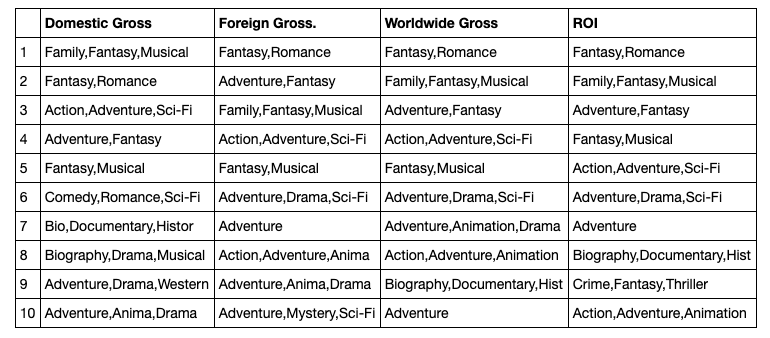 Domestic Gross Foreign Gross. Worldwide Gross ROI
1 Family,Fantasy,Musical Fantasy,Romance Fantasy,Romance Fantasy,Romance
2 Fantasy,Romance Adventure,Fantasy Family,Fantasy,Musical Family,Fantasy,Musical
3 Action,Adventure,Sci-Fi Family,Fantasy,Musical Adventure,Fantasy Adventure,Fantasy
4 Adventure,Fantasy Action,Adventure,Sci-Fi Action,Adventure,Sci-Fi Fantasy,Musical
5 Fantasy,Musical Fantasy,Musical Fantasy,Musical Action,Adventure,Sci-Fi
6 Comedy,Romance,Sci-Fi Adventure,Drama,Sci-Fi Adventure,Drama,Sci-Fi Adventure,Drama,Sci-Fi
7 Bio,Documentary,Histor Adventure Adventure,Animation,Drama Adventure
8 Biography,Drama,Musical Action,Adventure,Anima Action,Adventure,Animation Biography,Documentary,Hist
9 Adventure,Drama,Western Adventure,Anima,Drama Biography,Documentary,Hist Crime,Fantasy,Thriller
10 Adventure,Anima,Drama Adventure,Mystery,Sci-Fi Adventure Action,Adventure,Animation